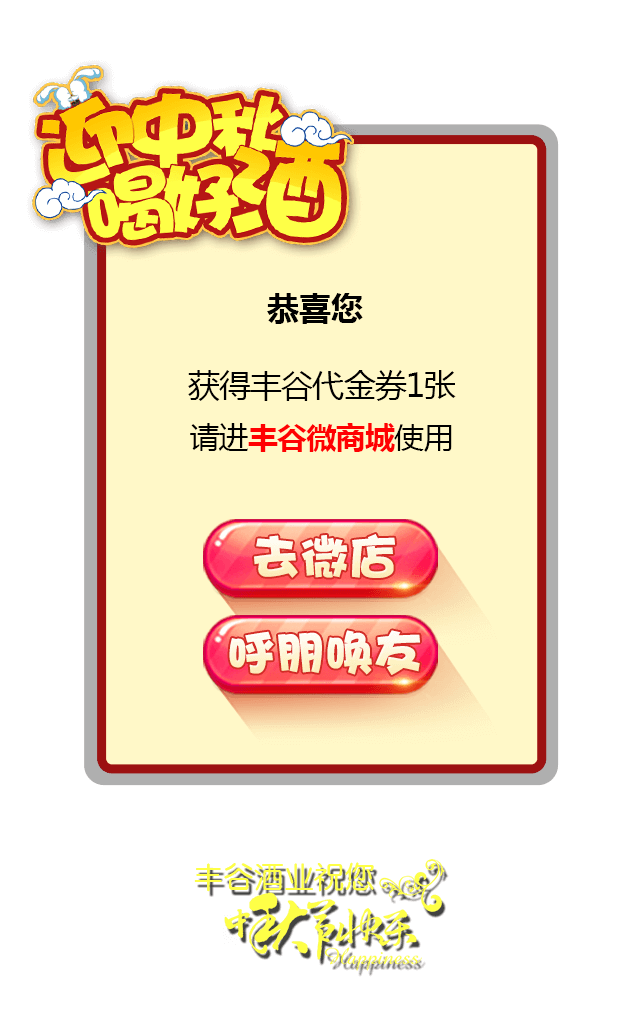 迎中秋
喝好酒
恭喜您
获得丰谷代金券1张
请进丰谷微商城使用
去微店
呼朋唤友
丰谷酒业祝您
中秋节快乐
Happiness